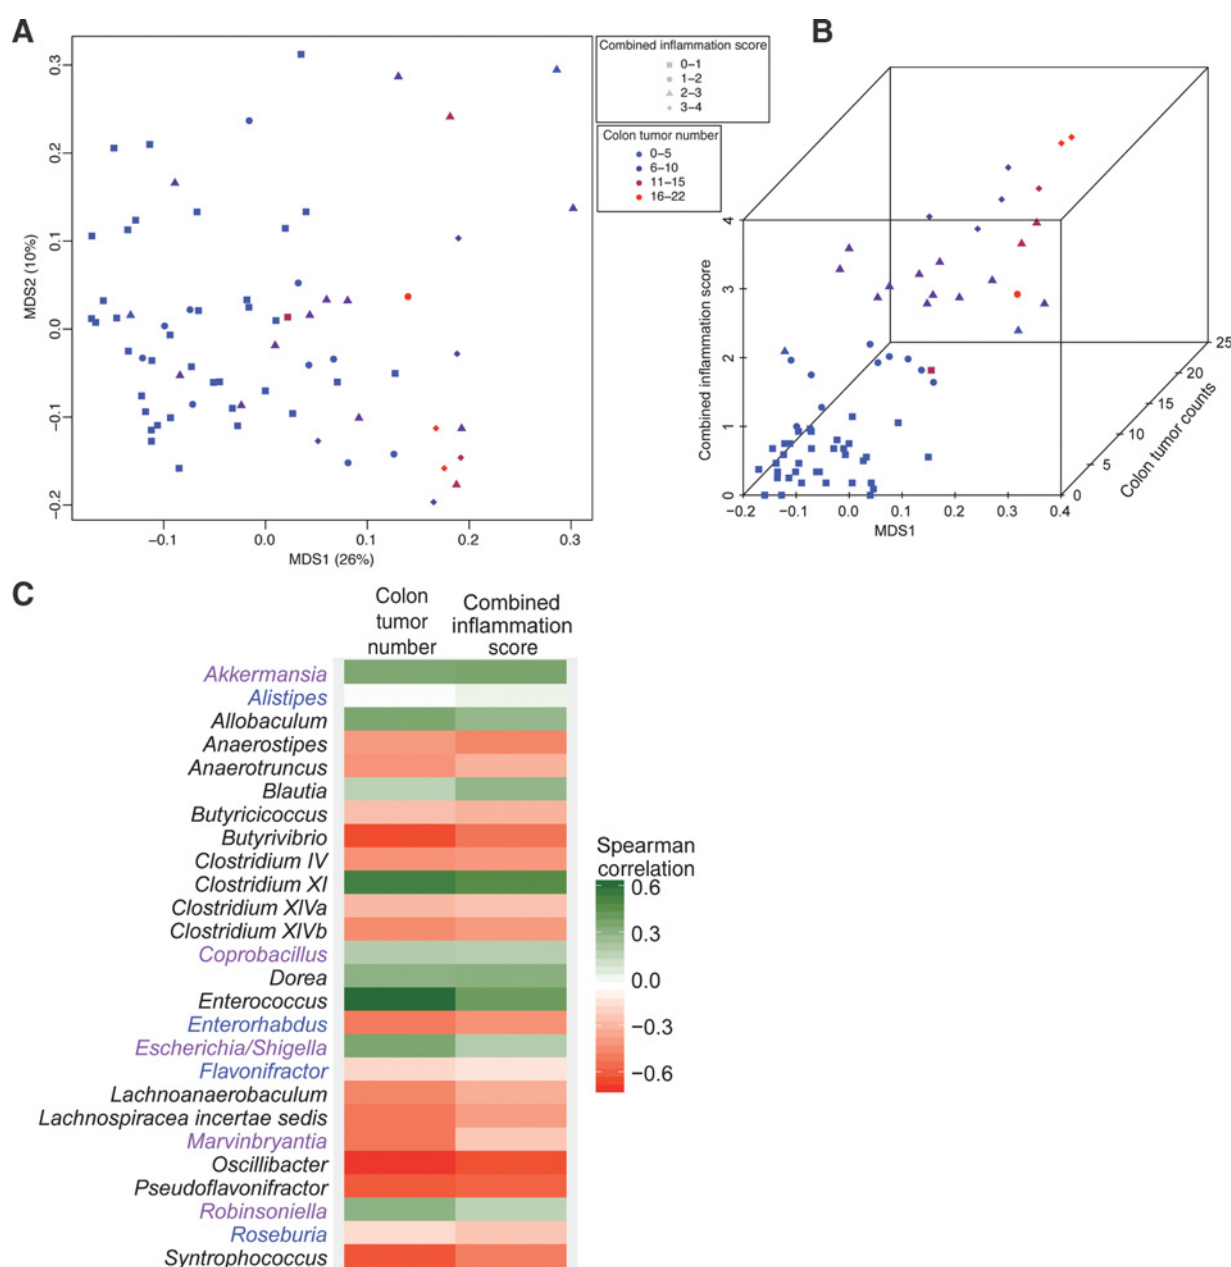 A
B
Combined inflammation score
0–1
1–2
2–3
3–4
Colon tumor number
0–5
6–10
11–15
16–22
MDS2 (10%)
0.3
0.2
0.1
0.0
−0.1
−0.2
−0.1
0.0
0.1
0.2
0.3
MDS1 (26%)
Combined inflammation score
4
3
2
1
0
−0.2
−0.1
0.0
0.1
0.2
0.3
0.4
MDS1
0
5
10
15
20
25
Colon tumor counts
C
Colon
tumor
number
Combined
inflammation
score
Akkermansia
Alistipes
Allobaculum
Anaerostipes
Anaerotruncus
Blautia
Butyricicoccus
Butyrivibrio
Clostridium IV
Clostridium XI
Clostridium XIVa
Clostridium XIVb
Coprobacillus
Dorea
Enterococcus
Enterorhabdus
Escherichia/Shigella
Flavonifractor
Lachnoanaerobaculum
Lachnospiracea incertae sedis
Marvinbryantia
Oscillibacter
Pseudoflavonifractor
Robinsoniella
Roseburia
Syntrophococcus
Spearman
correlation
0.6
0.3
0.0
−0.3
−0.6